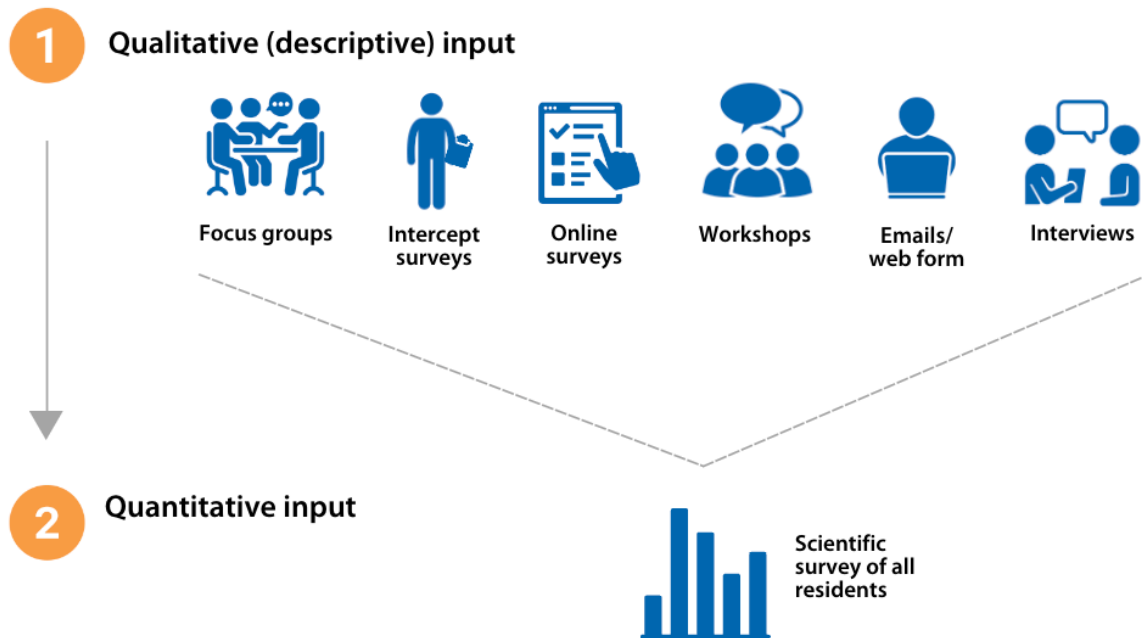 1
Qualitative (descriptive) input
Focus groups
Intercept
surveys
Online
surveys
Workshops
Emails/
web form
Interviews
2
Quantitative input
Scientific
survey of all
residents